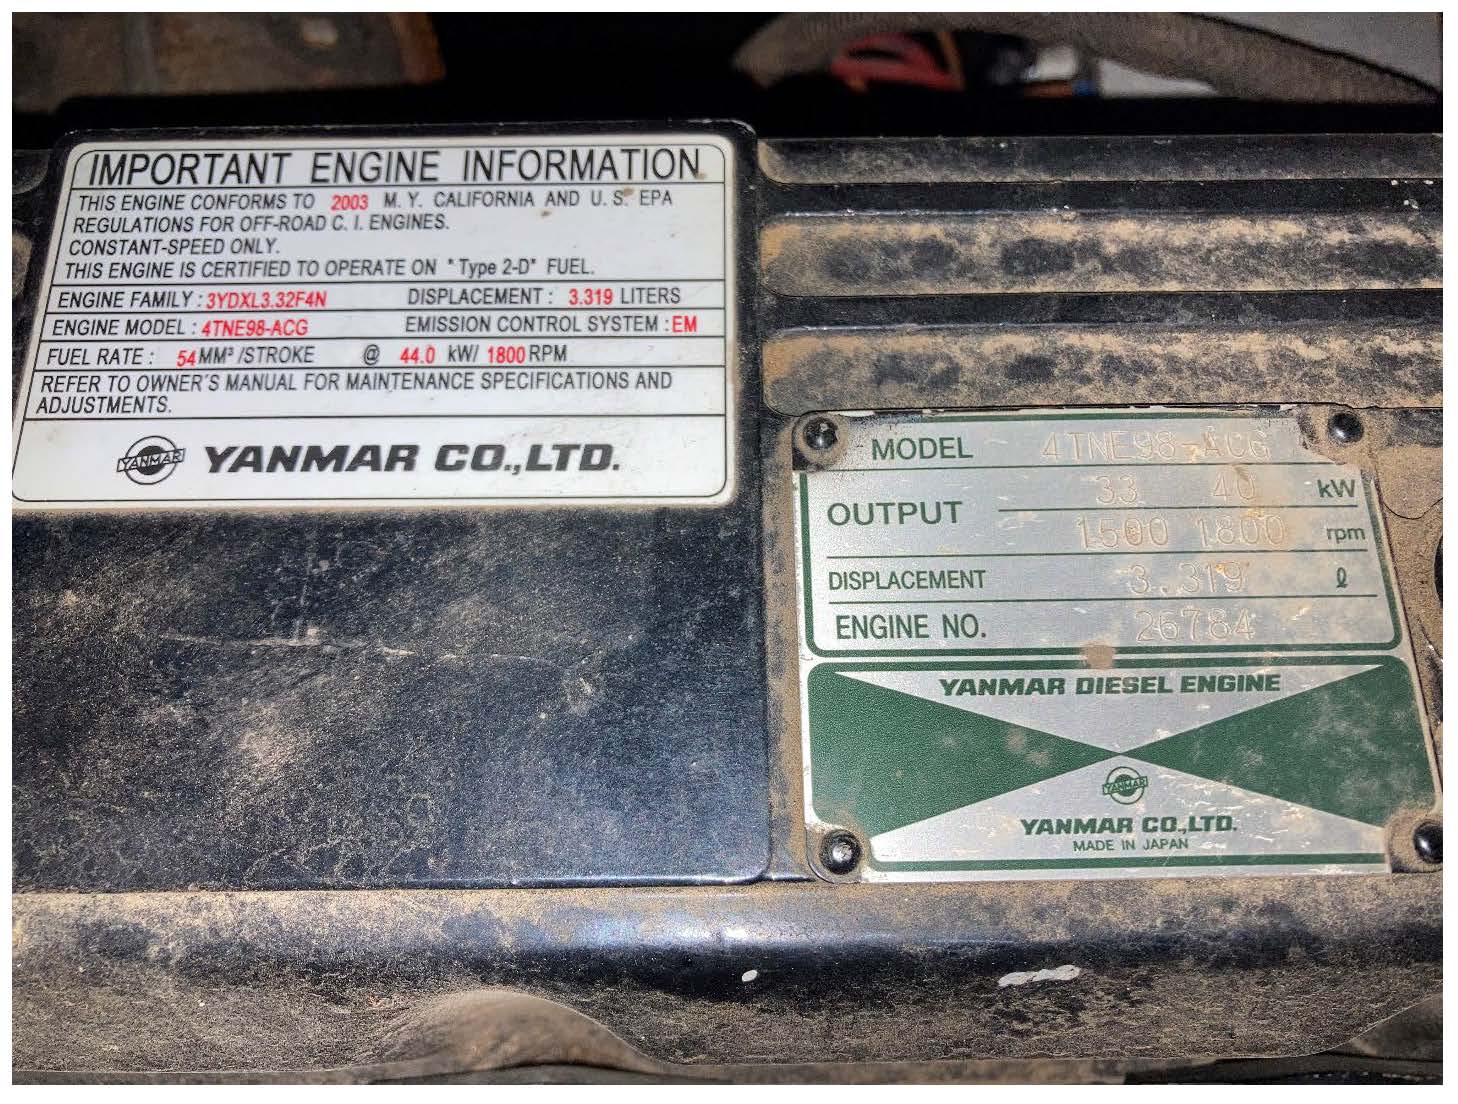 IMPORTANT ENGINE INFORMATION
THIS ENGINE CONFORMS TO 2003 M. Y. CALIFORNIA AND U. S. EPA
REGULATIONS FOR OFF-ROAD C. I. ENGINES.
CONSTANT-SPEED ONLY.
THIS ENGINE IS CERTIFIED TO OPERATE ON " Type 2-D" FUEL.
ENGINE FAMILY : 3YDXL3.32F4N DISPLACEMENT : 3.319 LITERS
ENGINE MODEL : 4TNE98-ACG EMISSION CONTROL SYSTEM : EM
FUEL RATE : 54 MM³ /STROKE @ 44.0 kW/ 1800 RPM
REFER TO OWNER'S MANUAL FOR MAINTENANCE SPECIFICATIONS AND
ADJUSTMENTS.
YANMAR YANMAR CO.,LTD.
MODEL 4TNE98-ACG
OUTPUT 33 40 kW
1500 1800 rpm
DISPLACEMENT 3.319 ℓ
ENGINE NO. 26784
YANMAR DIESEL ENGINE
YANMAR
YANMAR CO.,LTD.
MADE IN JAPAN